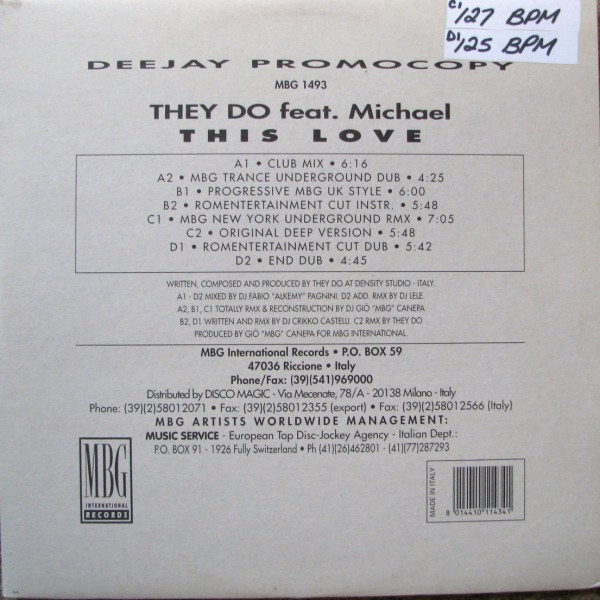 C1 127 BPM
D1 125 BPM
DEEJAY PROMOCOPY
MBG 1493
THEY DO feat. Michael
THIS LOVE
A1 • CLUB MIX • 6:16
A2 • MBG TRANCE UNDERGROUND DUB • 4:25
B1 • PROGRESSIVE MBG UK STYLE • 6:00
B2 • ROMENTERTAINMENT CUT INSTR. • 5:48
C1 • MBG NEW YORK UNDERGROUND RMX • 7:05
C2 • ORIGINAL DEEP VERSION • 5:48
D1 • ROMENTERTAINMENT CUT DUB • 5:42
D2 • END DUB • 4:45
WRITTEN, COMPOSED AND PRODUCED BY THEY DO AT DENSITY STUDIO - ITALY.
A1 - D2 MIXED BY DJ FABIO "ALKEMY" PAGNINI. D2 ADD. RMX BY DJ LELE.
A2, B1, C1 TOTALLY RMX & RECONSTRUCTION BY DJ GIÒ "MBG" CANEPA
B2, D1 WRITTEN AND RMX BY DJ CRIKKO CASTELLI. C2 RMX BY THEY DO
PRODUCED BY GIÒ "MBG" CANEPA FOR MBG INTERNATIONAL.
MBG International Records • P.O. BOX 59
47036 Riccione • Italy
Phone/Fax: (39)(541)969000
Distributed by DISCO MAGIC - Via Mecenate, 78/A - 20138 Milano - Italy
Phone: (39)(2)58012071 • Fax: (39)(2)58012355 (export) • Fax: (39)(2)58012566 (Italy)
MBG ARTISTS WORLDWIDE MANAGEMENT:
MUSIC SERVICE - European Top Disc-Jockey Agency - Italian Dept.:
P.O. BOX 91 - 1926 Fully Switzerland • Ph (41)(26)462801 - (41)(77)287293
MBG
INTERNATIONAL
RECORDS
MADE IN ITALY
8 014410 114341